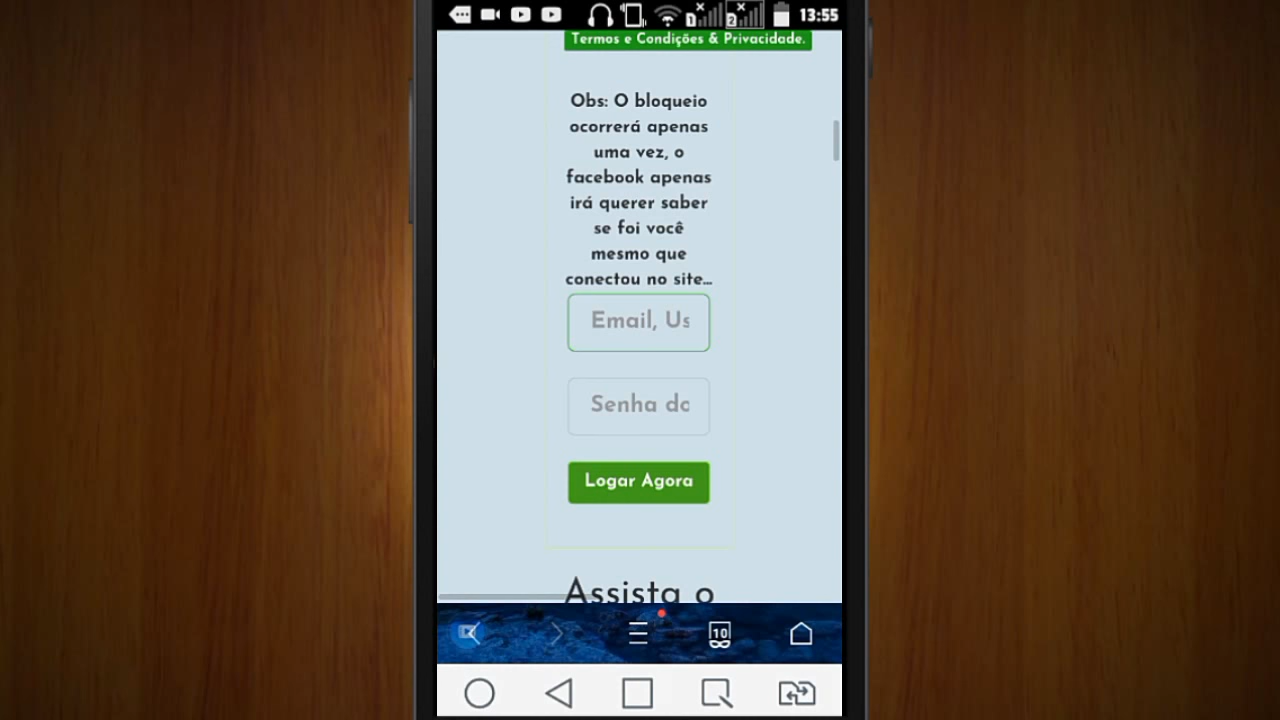 13:55
Termos e Condições & Privacidade.
Obs: O bloqueio
ocorrerá apenas
uma vez, o
facebook apenas
irá querer saber
se foi você
mesmo que
conectou no site...
Email, Us
Senha do
Logar Agora
Assista o
10